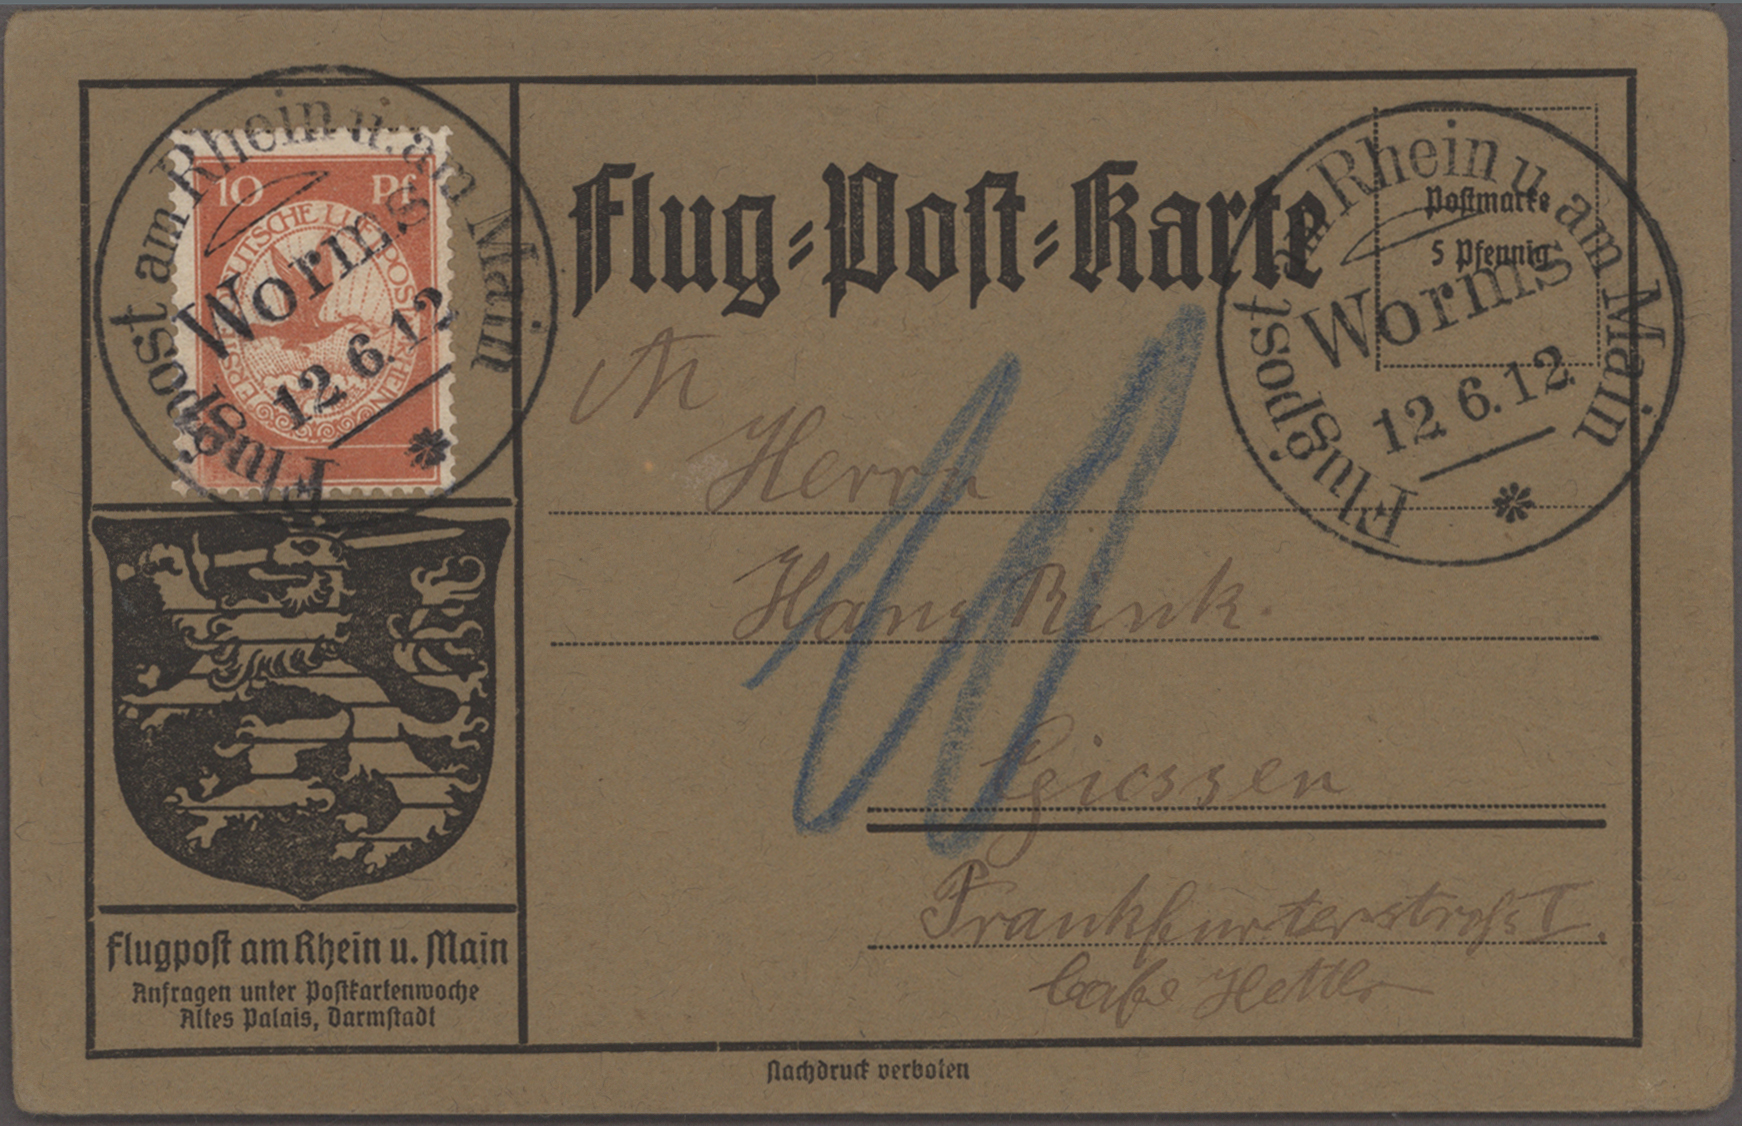 Flugpost am Rhein u. am Main
Worms
12 6.12
10 Pf
Flug-Post-Karte
Flugpost am Rhein u. am Main
Postmarke
5 Pfennig
Worms
12 6.12
An
Herrn
Hans
Giessen
Frankfurterstrasse I.
Cafe Hettler
10
Flugpost am Rhein u. Main
Anfragen unter Postkartenwoche
Altes Palais, Darmstadt
Nachdruck verboten